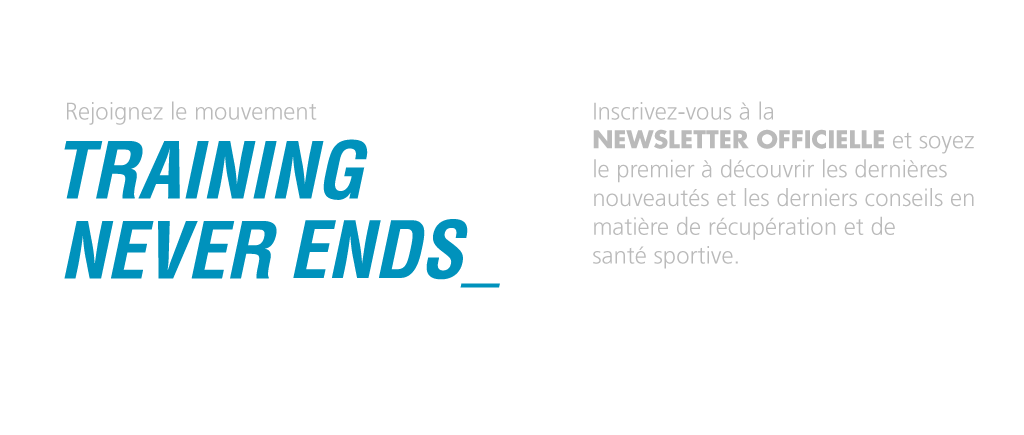 Rejoignez le mouvement
TRAINING
NEVER ENDS_
Inscrivez-vous à la
NEWSLETTER OFFICIELLE et soyez
le premier à découvrir les dernières
nouveautés et les derniers conseils en
matière de récupération et de
santé sportive.